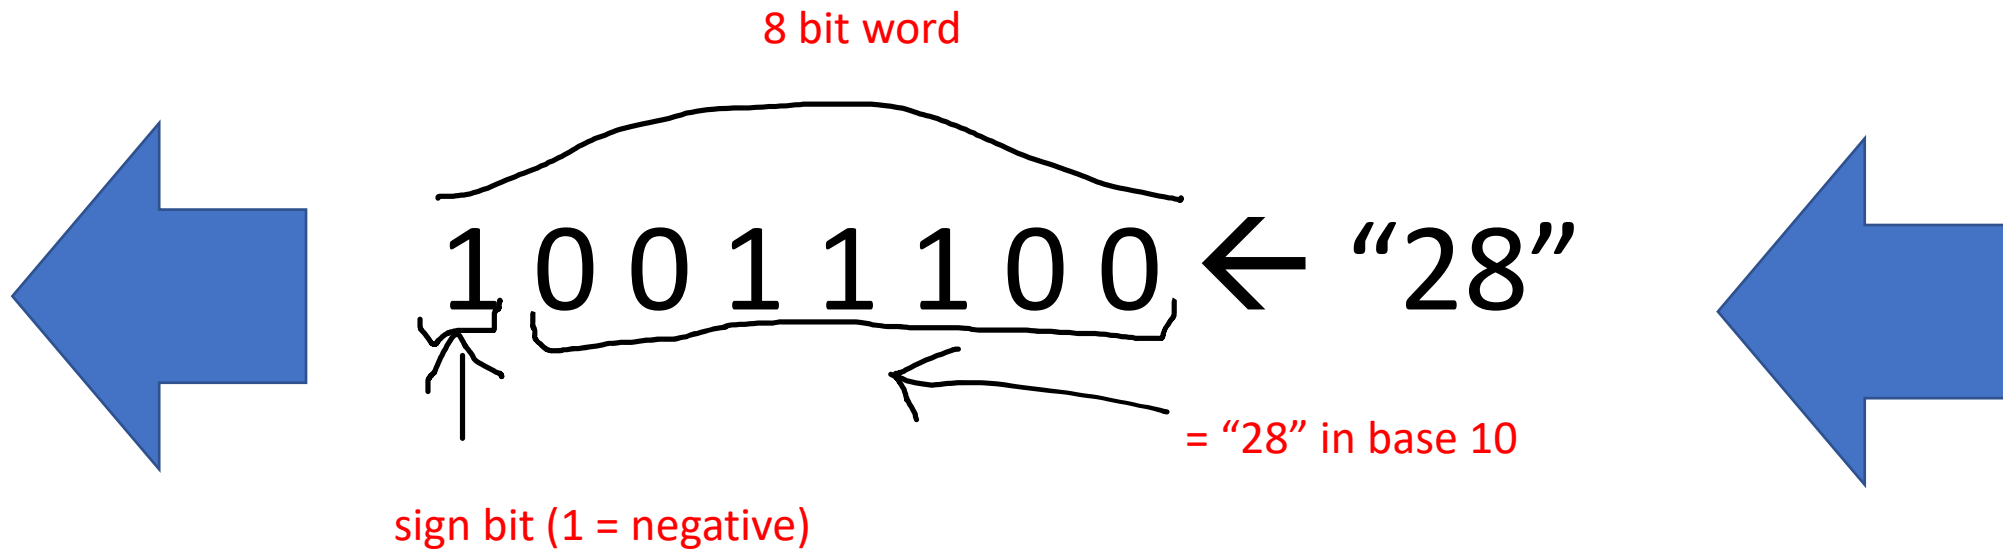 8 bit word
1 0 0 1 1 1 0 0 ← “28”
= “28” in base 10
sign bit (1 = negative)